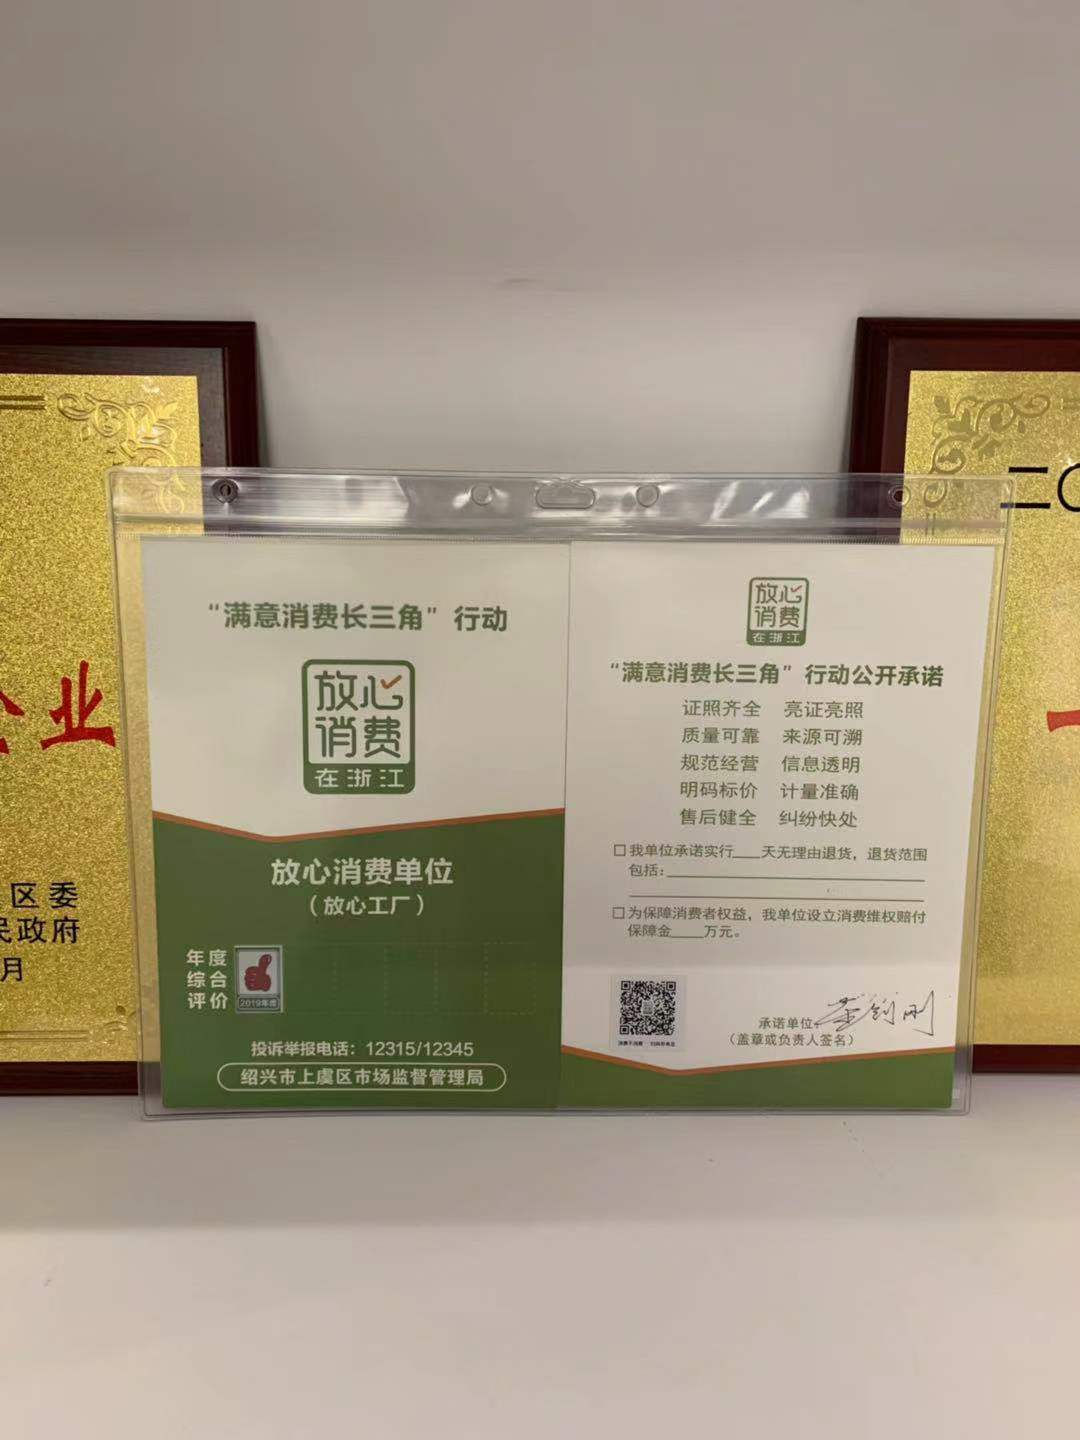 企业
区委
民政府
月
“满意消费长三角”行动
放心
消费
在浙江
放心消费单位
（放心工厂）
年度
综合
评价
2019年度
投诉举报电话：12315/12345
绍兴市上虞区市场监督管理局
放心
消费
在浙江
“满意消费长三角”行动公开承诺
证照齐全 亮证亮照
质量可靠 来源可溯
规范经营 信息透明
明码标价 计量准确
售后健全 纠纷快处
□我单位承诺实行___天无理由退货，退货范围
包括：
□为保障消费者权益，我单位设立消费维权赔付
保障金___万元。
承诺单位：
（盖章或负责人签名）
二〇